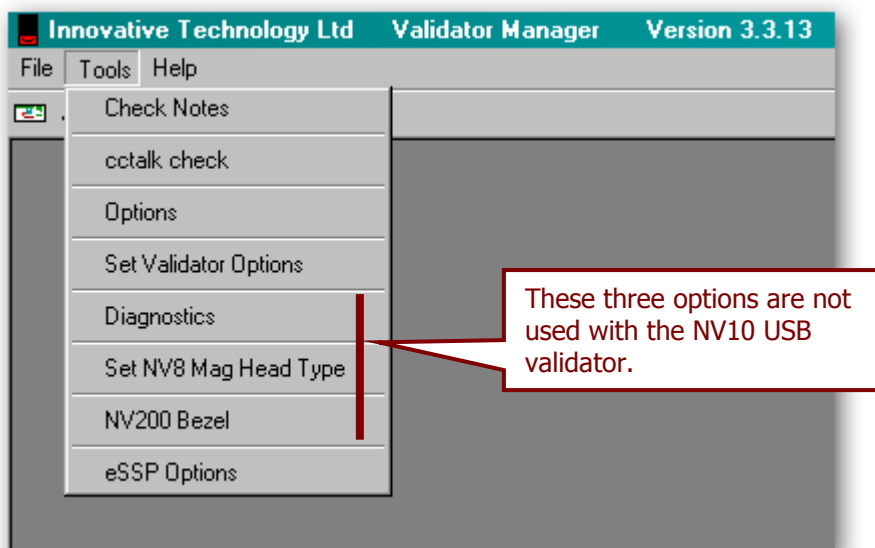 Innovative Technology Ltd Validator Manager Version 3.3.13
File Tools Help
Check Notes
cctalk check
Options
Set Validator Options
Diagnostics
Set NV8 Mag Head Type
NV200 Bezel
eSSP Options
These three options are not
used with the NV10 USB
validator.